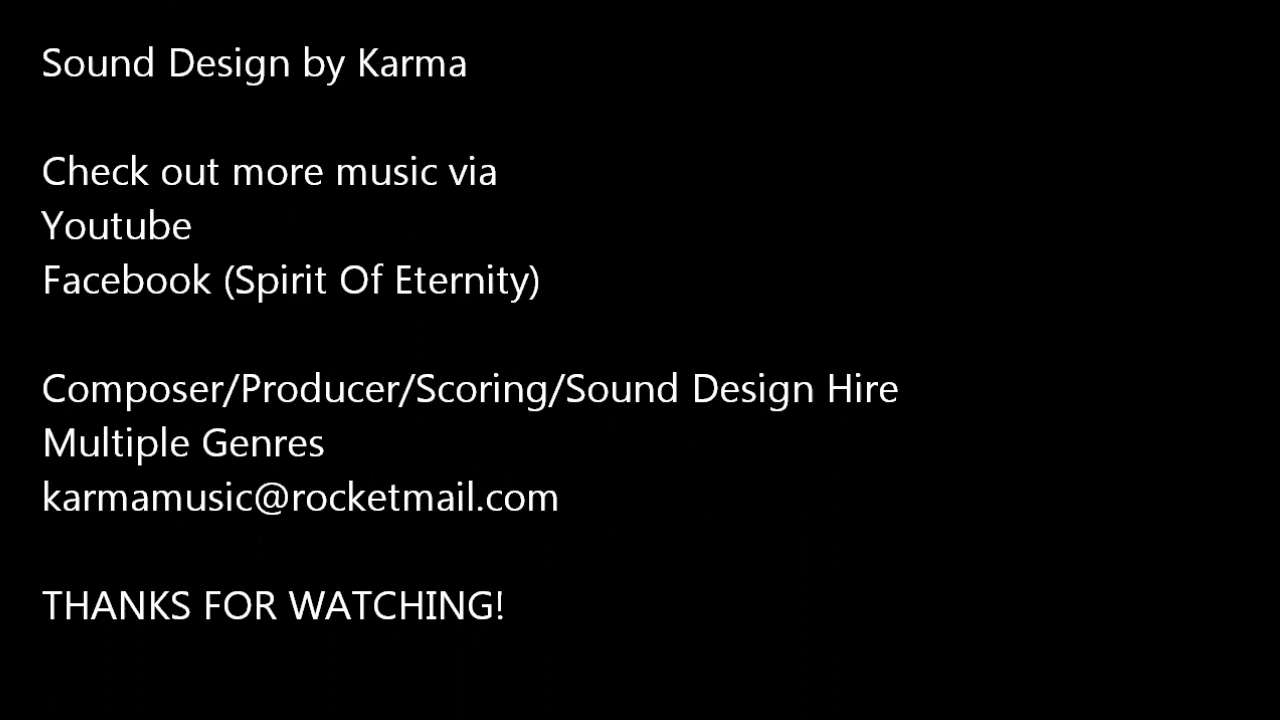 Sound Design by Karma
Check out more music via
Youtube
Facebook (Spirit Of Eternity)
Composer/Producer/Scoring/Sound Design Hire
Multiple Genres
karmamusic@rocketmail.com
THANKS FOR WATCHING!